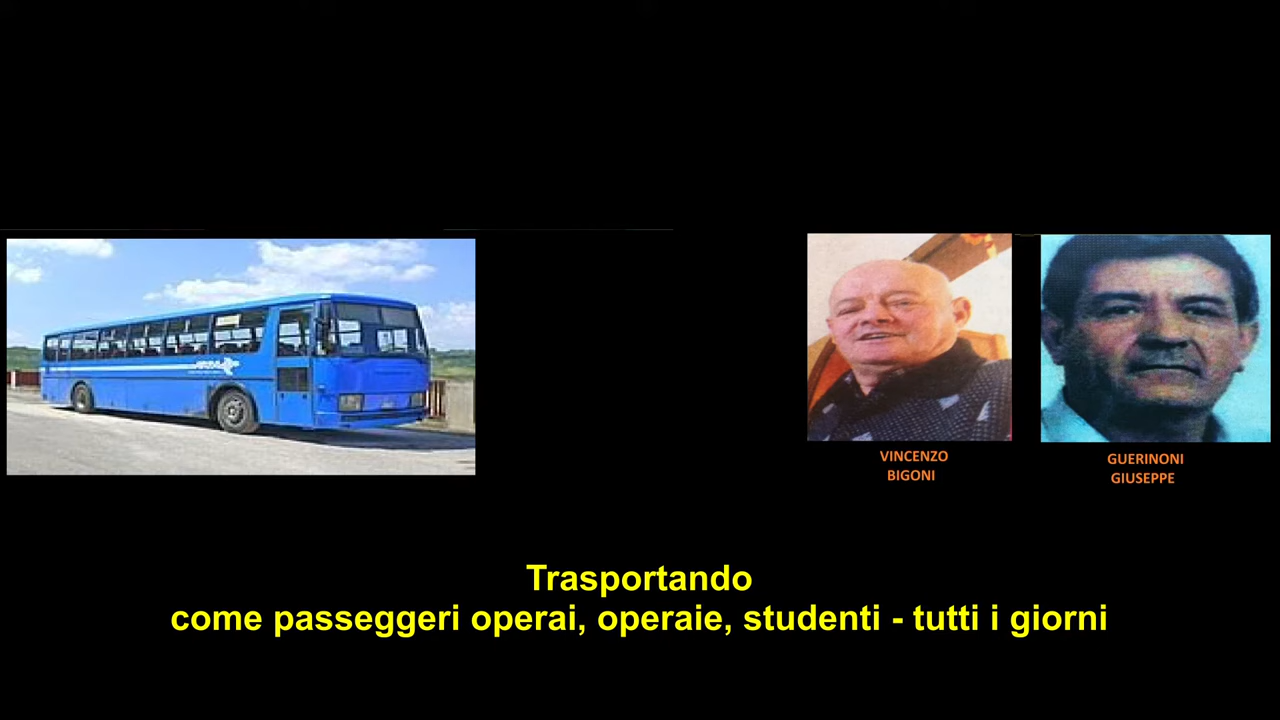 VINCENZO
BIGONI
GUERINONI
GIUSEPPE
Trasportando
come passeggeri operai, operaie, studenti - tutti i giorni